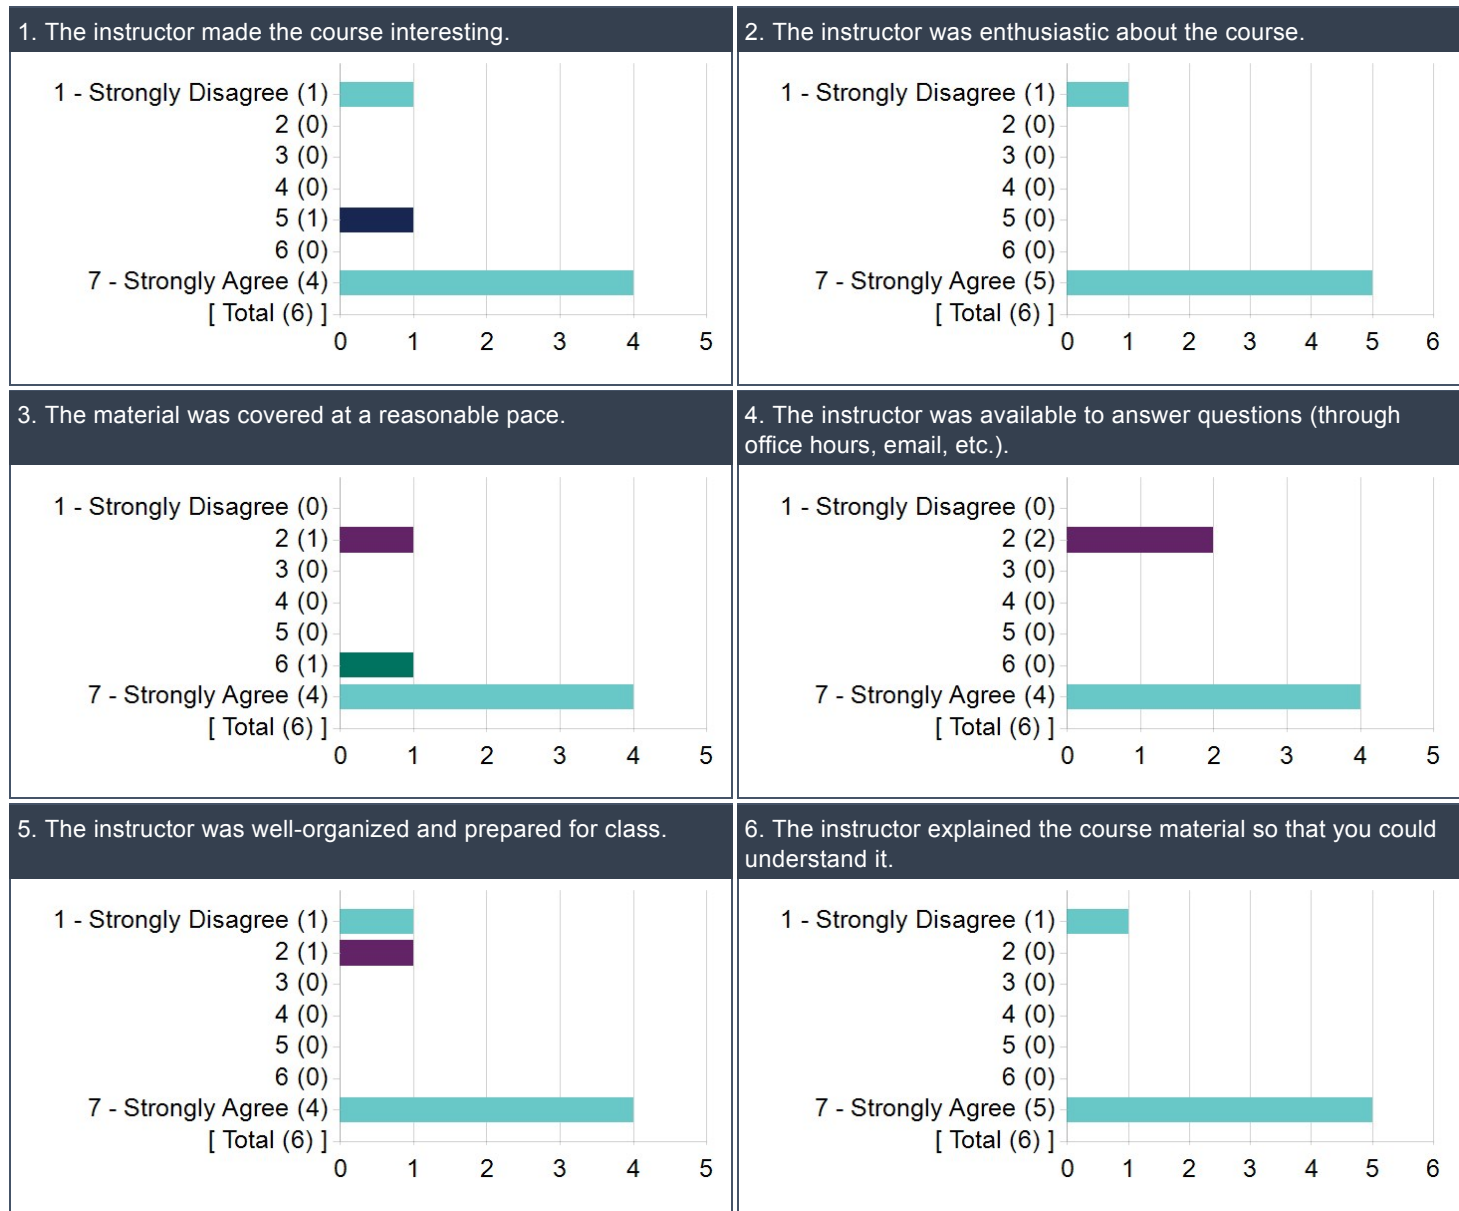 1. The instructor made the course interesting.
1 - Strongly Disagree (1)
2 (0)
3 (0)
4 (0)
5 (1)
6 (0)
7 - Strongly Agree (4)
[ Total (6) ]
0 1 2 3 4 5
2. The instructor was enthusiastic about the course.
1 - Strongly Disagree (1)
2 (0)
3 (0)
4 (0)
5 (0)
6 (0)
7 - Strongly Agree (5)
[ Total (6) ]
0 1 2 3 4 5 6
3. The material was covered at a reasonable pace.
1 - Strongly Disagree (0)
2 (1)
3 (0)
4 (0)
5 (0)
6 (1)
7 - Strongly Agree (4)
[ Total (6) ]
0 1 2 3 4 5
4. The instructor was available to answer questions (through
office hours, email, etc.).
1 - Strongly Disagree (0)
2 (2)
3 (0)
4 (0)
5 (0)
6 (0)
7 - Strongly Agree (4)
[ Total (6) ]
0 1 2 3 4 5
5. The instructor was well-organized and prepared for class.
1 - Strongly Disagree (1)
2 (1)
3 (0)
4 (0)
5 (0)
6 (0)
7 - Strongly Agree (4)
[ Total (6) ]
0 1 2 3 4 5
6. The instructor explained the course material so that you could
understand it.
1 - Strongly Disagree (1)
2 (0)
3 (0)
4 (0)
5 (0)
6 (0)
7 - Strongly Agree (5)
[ Total (6) ]
0 1 2 3 4 5 6